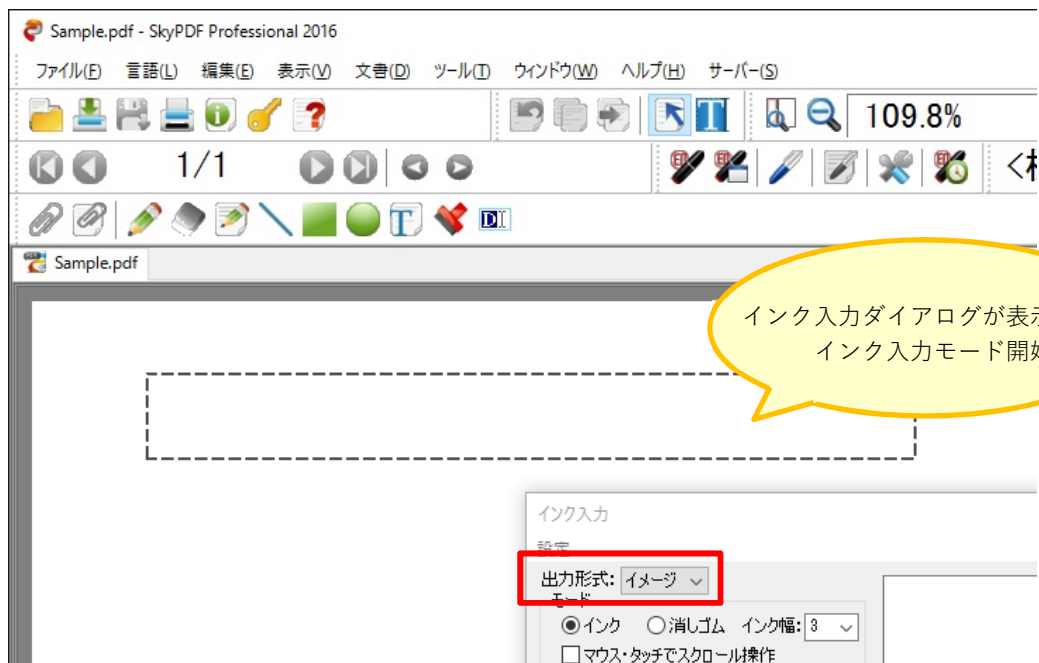 Sample.pdf - SkyPDF Professional 2016
ファイル(F) 言語(L) 編集(E) 表示(V) 文書(D) ツール(T) ウィンドウ(W) ヘルプ(H) サーバー(S)
109.8%
1/1
Sample.pdf
インク入力ダイアログが表
インク入力モード開
インク入力
設定
出力形式: イメージ
モード
インク 消しゴム インク幅: 3
マウス・タッチでスクロール操作